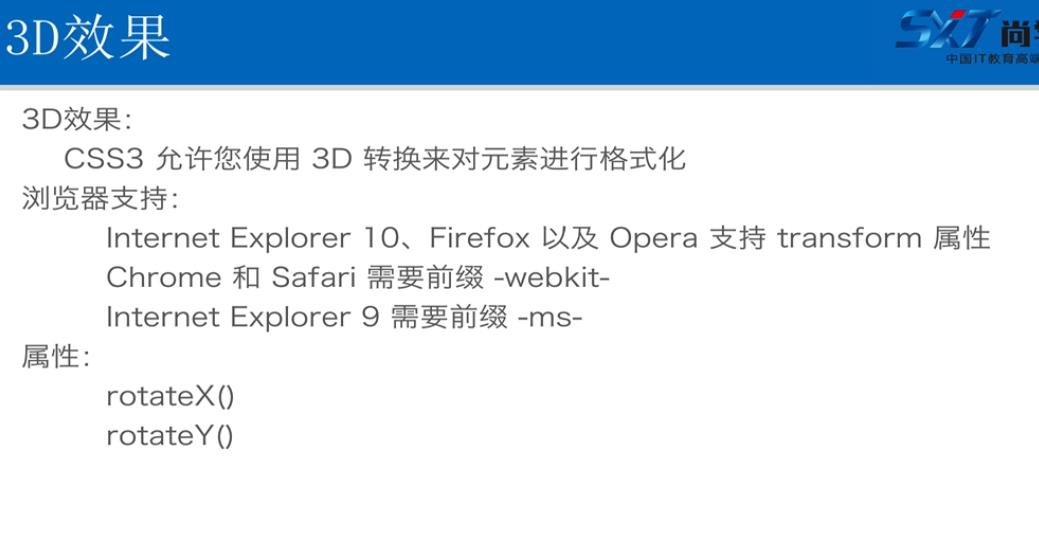 3D效果
SXT 尚学
中国IT教育高端
3D效果:
CSS3 允许您使用 3D 转换来对元素进行格式化
浏览器支持:
Internet Explorer 10、Firefox 以及 Opera 支持 transform 属性
Chrome 和 Safari 需要前缀 -webkit-
Internet Explorer 9 需要前缀 -ms-
属性:
rotateX()
rotateY()